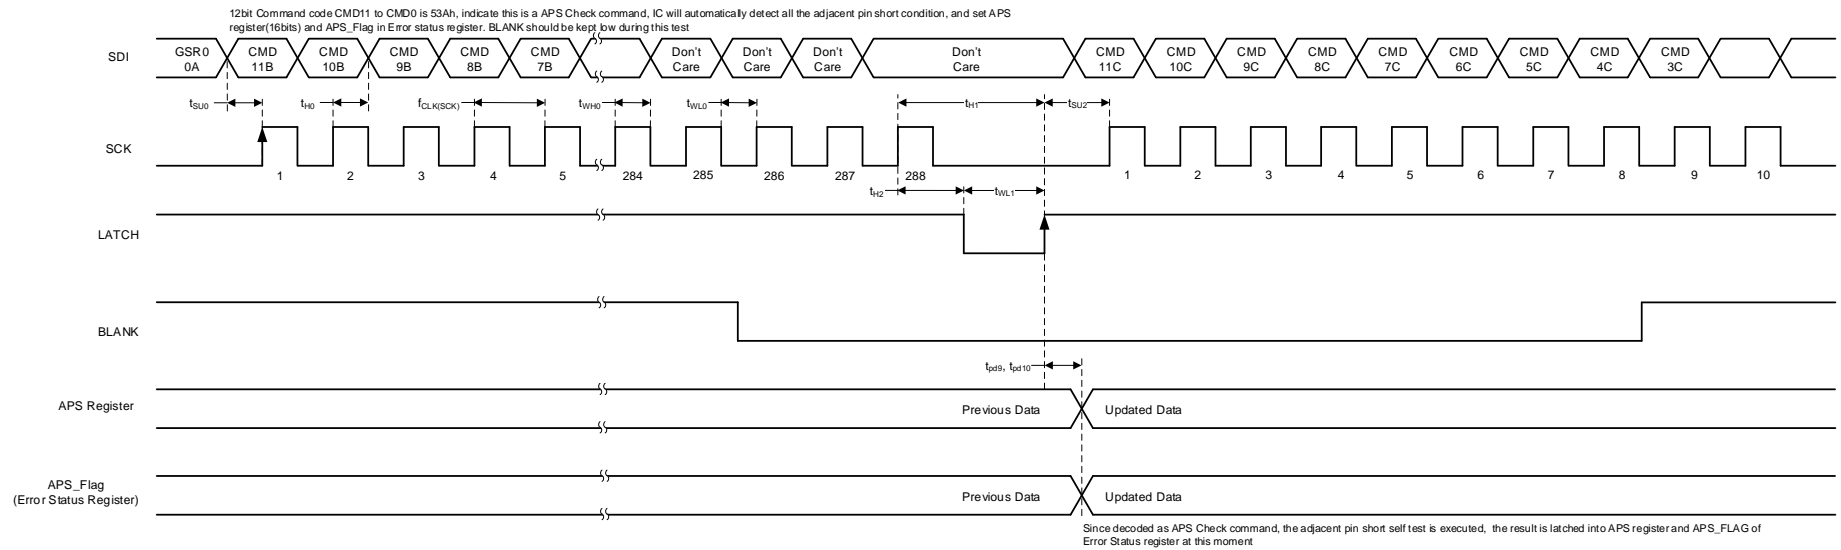 12bit Command code CMD11 to CMD0 is 53Ah, indicate this is a APS Check command, IC will automatically detect all the adjacent pin short condition, and set APS
register(16bits) and APS_Flag in Error status register. BLANK should be kept low during this test
SDI
GSR0
0A
CMD
11B
CMD
10B
CMD
9B
CMD
8B
CMD
7B
Don't
Care
Don't
Care
Don't
Care
Don't
Care
CMD
11C
CMD
10C
CMD
9C
CMD
8C
CMD
7C
CMD
6C
CMD
5C
CMD
4C
CMD
3C
tSU0
tH0
fCLK(SCK)
tWH0
tWL0
tH1
tSU2
SCK
1
2
3
4
5
284
285
286
287
288
1
2
3
4
5
6
7
8
9
10
tH2
tWL1
LATCH
BLANK
tpd9, tpd10
APS Register
Previous Data
Updated Data
APS_Flag
(Error Status Register)
Previous Data
Updated Data
Since decoded as APS Check command, the adjacent pin short self test is executed, the result is latched into APS register and APS_FLAG of
Error Status register at this moment